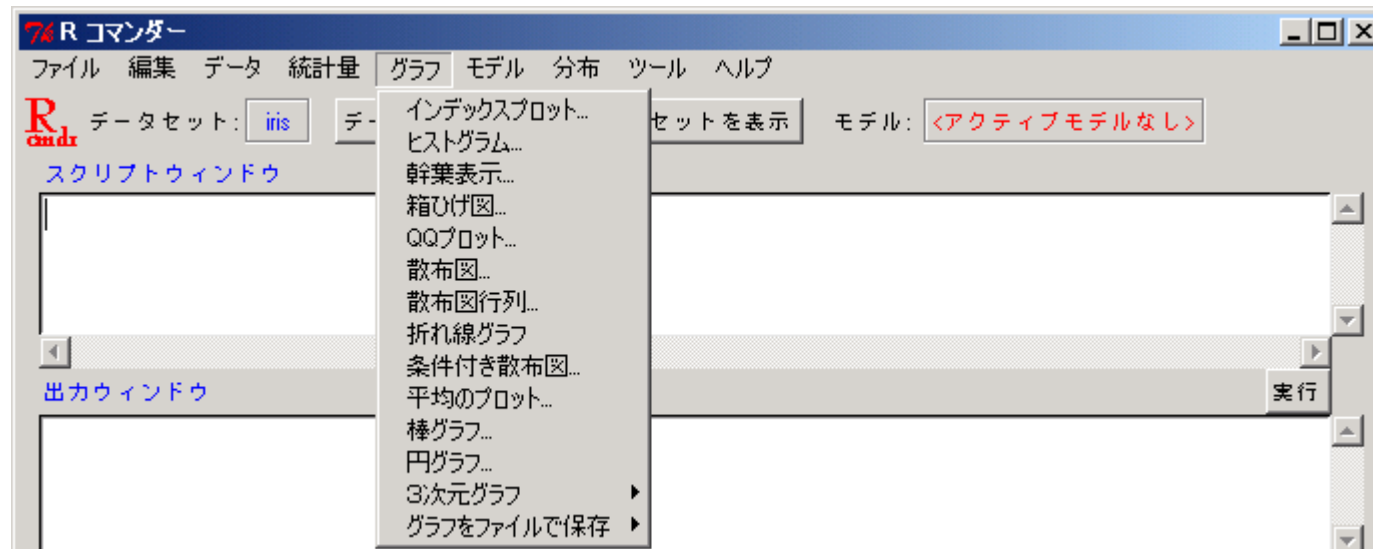 R コマンダー
ファイル 編集 データ 統計量 グラフ モデル 分布 ツール ヘルプ
R cmdr データセット: iris デー セットを表示 モデル: <アクティブモデルなし>
スクリプトウィンドウ
インデックスプロット...
ヒストグラム...
幹葉表示...
箱ひげ図...
QQプロット...
散布図...
散布図行列...
折れ線グラフ
条件付き散布図...
平均のプロット...
棒グラフ...
円グラフ...
3次元グラフ
グラフをファイルで保存
出力ウィンドウ
実行